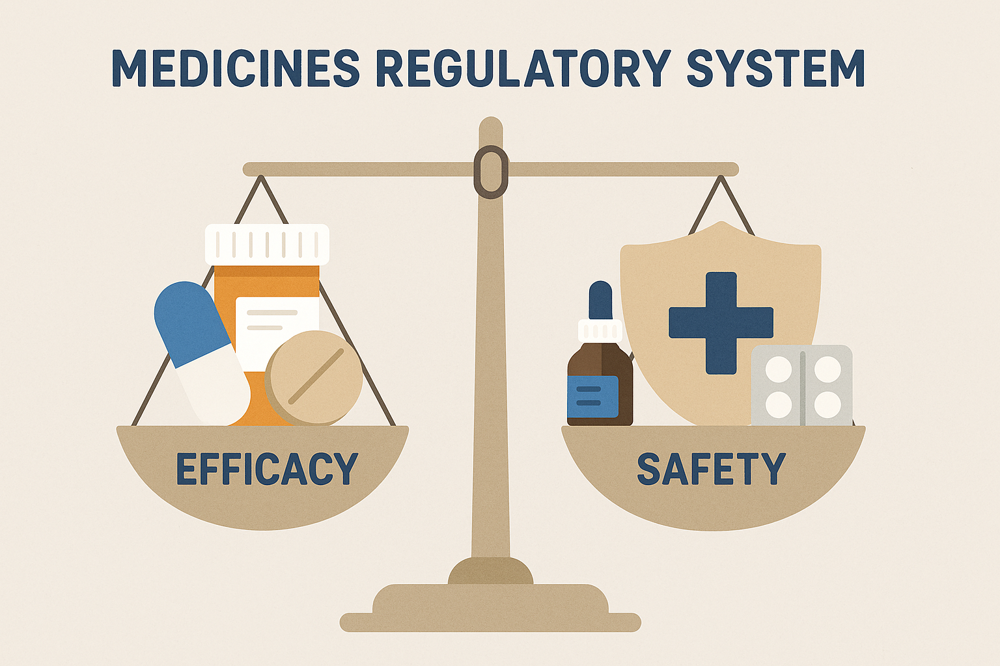 MEDICINES REGULATORY SYSTEM
EFFICACY
SAFETY